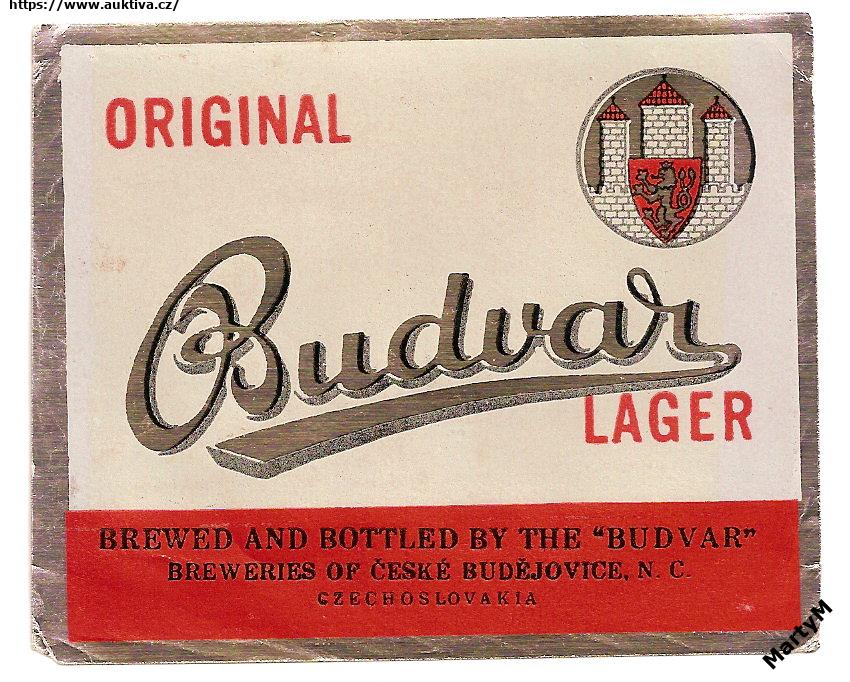 https://www.auktiva.cz/
ORIGINAL
Budvar
LAGER
BREWED AND BOTTLED BY THE “BUDVAR”
BREWERIES OF ČESKÉ BUDĚJOVICE, N. C.
CZECHOSLOVAKIA
MartyM